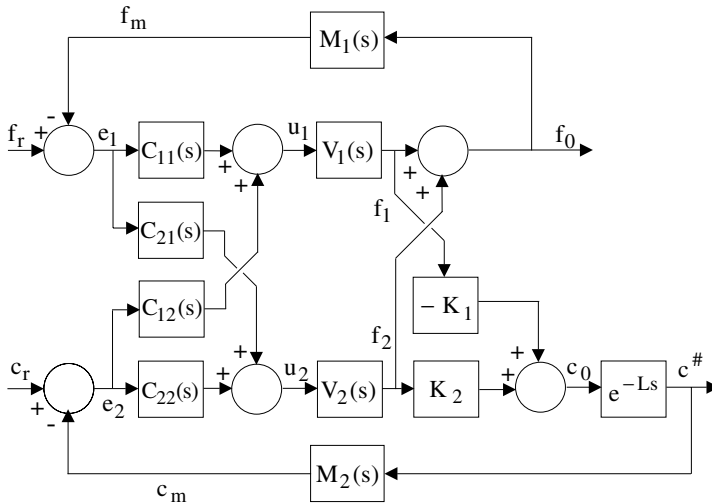 f_m
M_1(s)
- + f_r e_1 C_11(s) + + u_1 V_1(s) + + f_0
C_21(s) f_1
C_12(s) f_2 – K_1
c_r + - e_2 C_22(s) + + u_2 V_2(s) K_2 + + c_0 e^–Ls c^#
M_2(s)
c_m